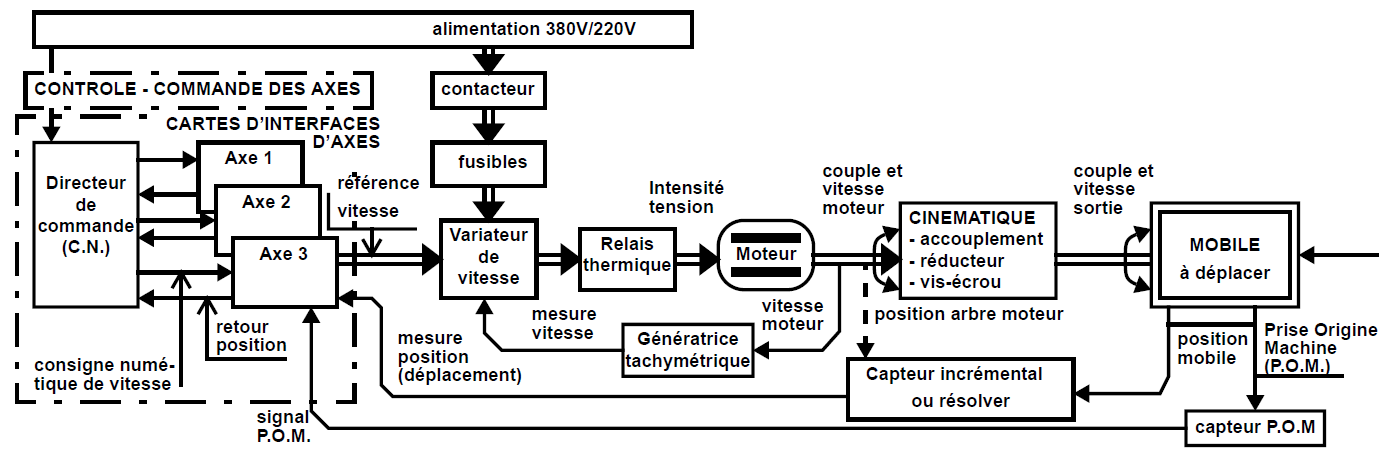 alimentation 380V/220V
CONTROLE - COMMANDE DES AXES
contacteur
CARTES D'INTERFACES
D'AXES
Directeur
de
commande
(C.N.)
Axe 1
Axe 2
Axe 3
référence
vitesse
fusibles
Variateur
de
vitesse
Relais
thermique
Intensité
tension
Moteur
couple et
vitesse
moteur
CINEMATIQUE
- accouplement
- réducteur
- vis-écrou
couple et
vitesse
sortie
MOBILE
à déplacer
retour
position
consigne numé-
tique de vitesse
mesure
position
(déplacement)
mesure
vitesse
Génératrice
tachymétrique
vitesse
moteur
position arbre moteur
Capteur incrémental
ou résolver
position
mobile
Prise Origine
Machine
(P.O.M.)
signal
P.O.M.
capteur P.O.M